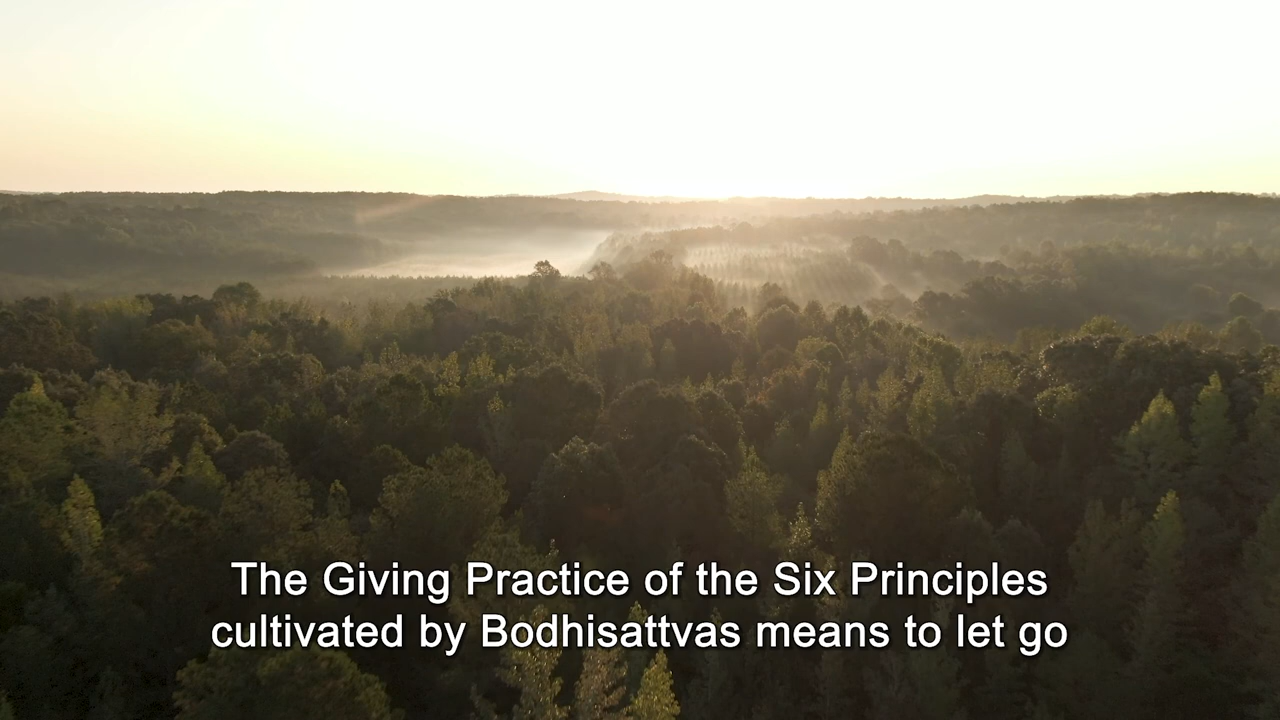 The Giving Practice of the Six Principles
cultivated by Bodhisattvas means to let go